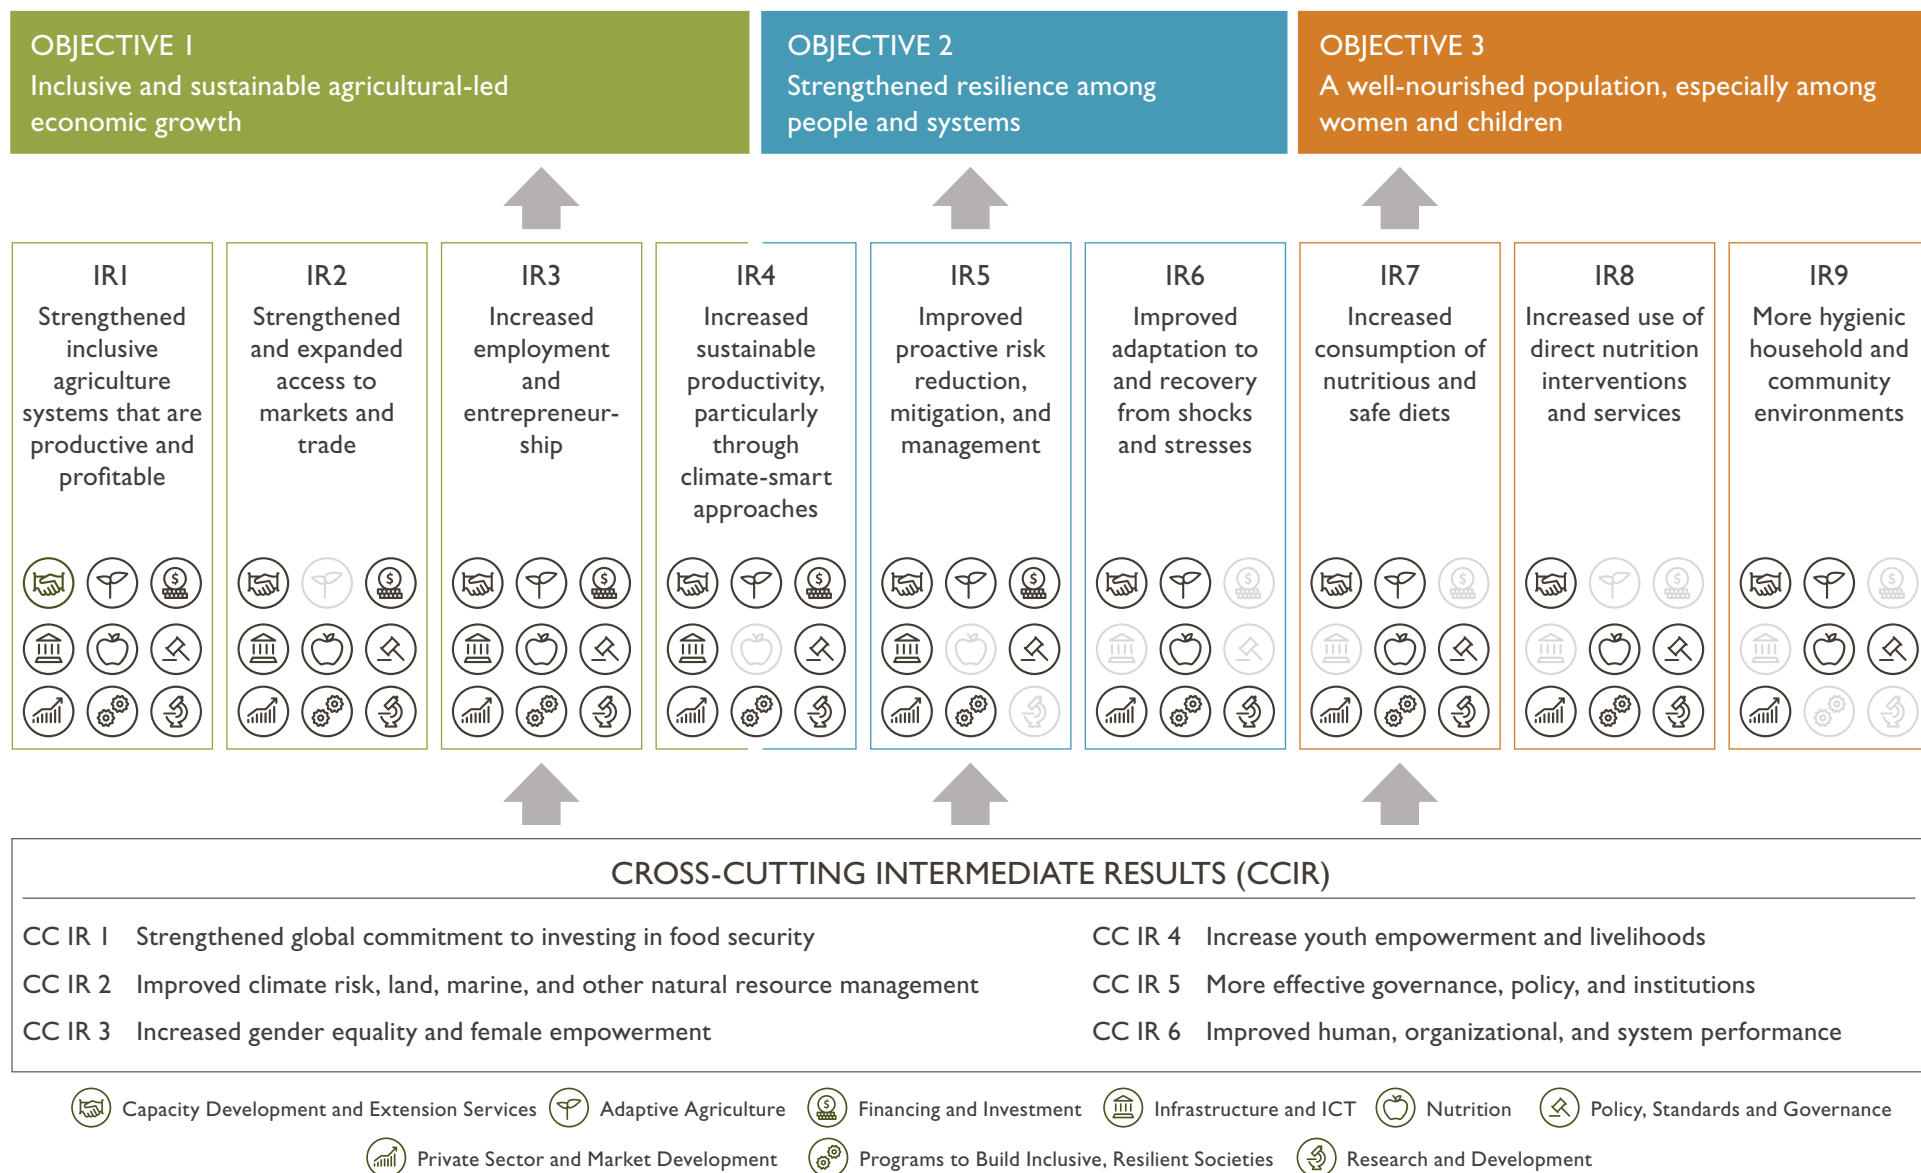 OBJECTIVE 1
Inclusive and sustainable agricultural-led
economic growth
OBJECTIVE 2
Strengthened resilience among
people and systems
OBJECTIVE 3
A well-nourished population, especially among
women and children
IR1
Strengthened
inclusive
agriculture
systems that are
productive and
profitable
IR2
Strengthened
and expanded
access to
markets and
trade
IR3
Increased
employment
and
entrepreneur-
ship
IR4
Increased
sustainable
productivity,
particularly
through
climate-smart
approaches
IR5
Improved
proactive risk
reduction,
mitigation, and
management
IR6
Improved
adaptation to
and recovery
from shocks
and stresses
IR7
Increased
consumption of
nutritious and
safe diets
IR8
Increased use of
direct nutrition
interventions
and services
IR9
More hygienic
household and
community
environments
CROSS-CUTTING INTERMEDIATE RESULTS (CCIR)
CC IR 1 Strengthened global commitment to investing in food security
CC IR 2 Improved climate risk, land, marine, and other natural resource management
CC IR 3 Increased gender equality and female empowerment
CC IR 4 Increase youth empowerment and livelihoods
CC IR 5 More effective governance, policy, and institutions
CC IR 6 Improved human, organizational, and system performance
Capacity Development and Extension Services
Adaptive Agriculture
Financing and Investment
Infrastructure and ICT
Nutrition
Policy, Standards and Governance
Private Sector and Market Development
Programs to Build Inclusive, Resilient Societies
Research and Development